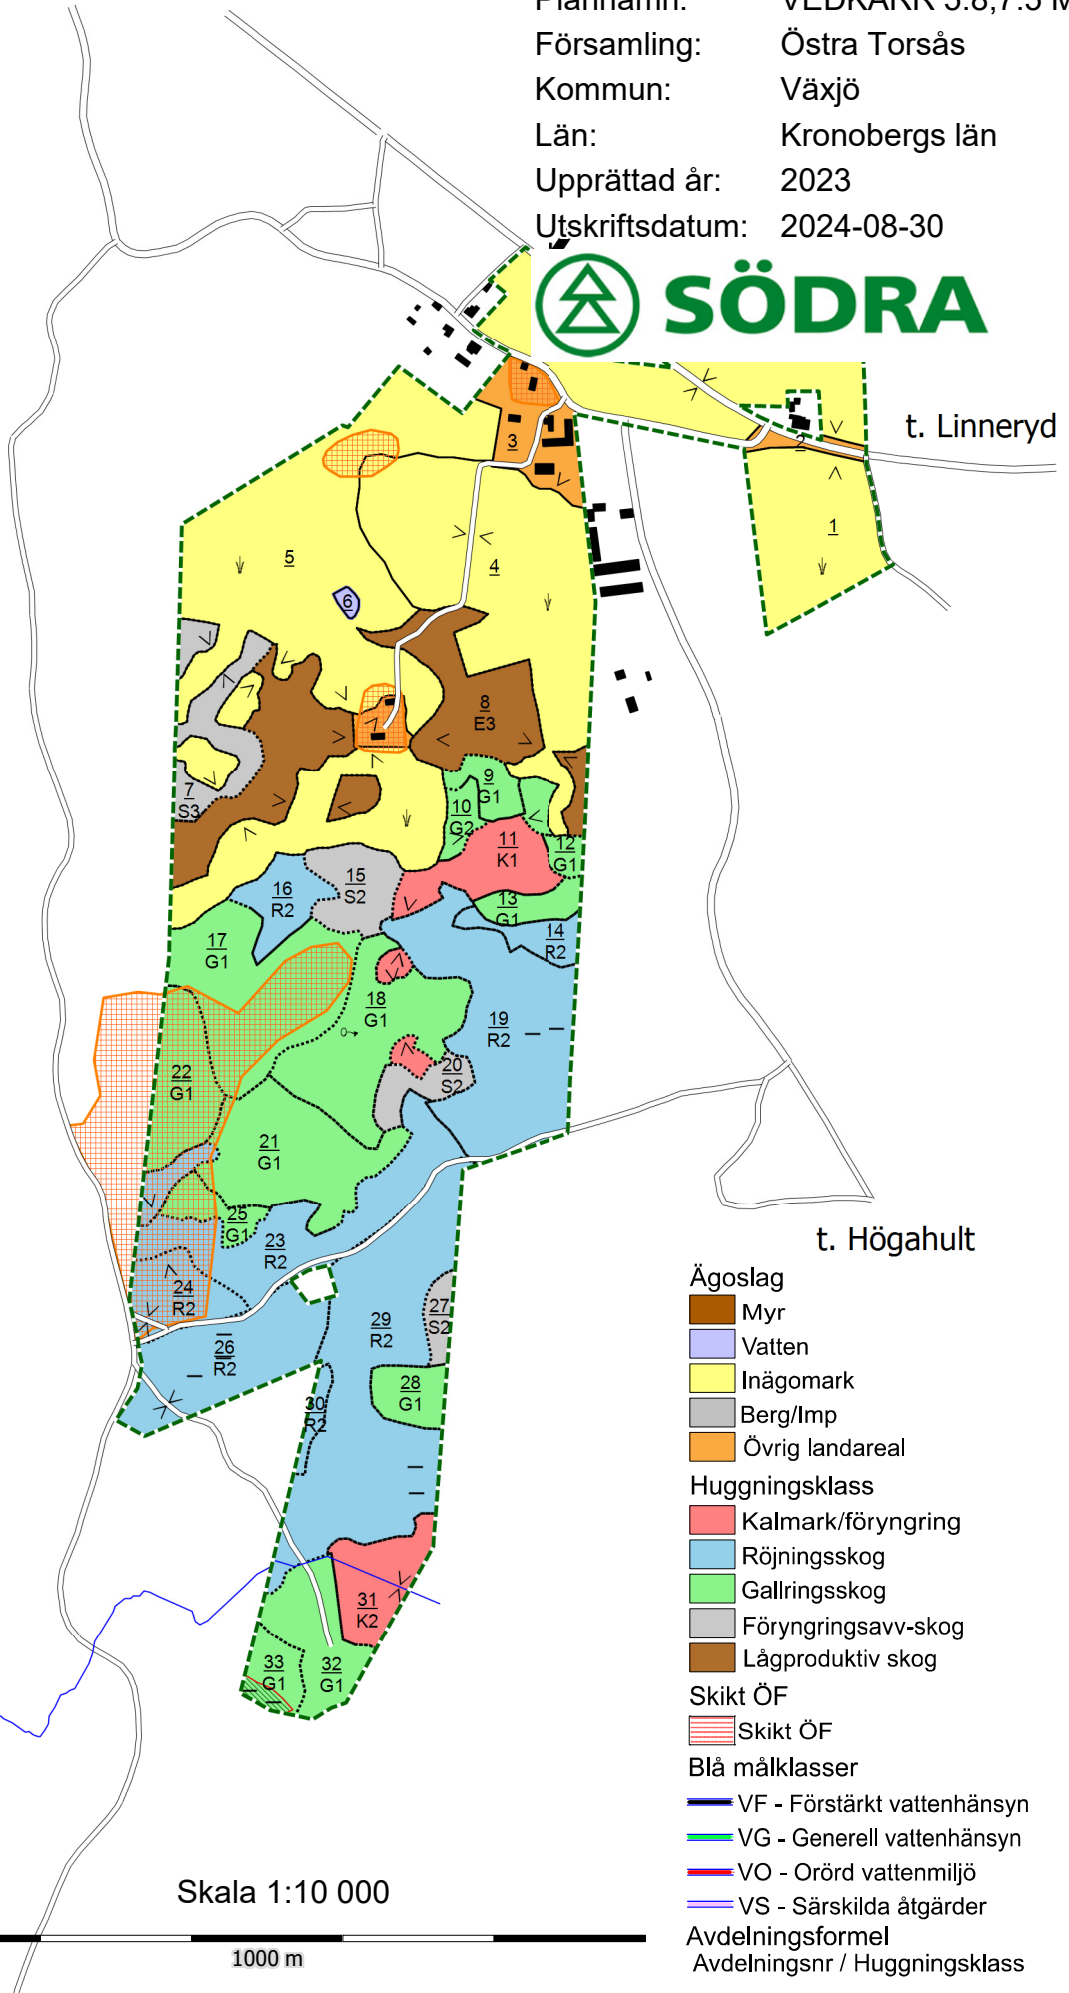 Plannamn: VEDKÄRR 5:8,7:5 M
Församling: Östra Torsås
Kommun: Växjö
Län: Kronobergs län
Upprättad år: 2023
Utskriftsdatum: 2024-08-30
SÖDRA
t. Linneryd
3
2
1
5
4
6
8
E3
7
S3
9
G1
10
G2
11
K1
12
G1
13
G1
14
R2
15
S2
16
R2
17
G1
18
G1
19
R2
20
S2
22
G1
21
G1
25
G1
23
R2
24
R2
26
R2
27
S2
29
R2
28
G1
30
R2
31
K2
33
G1
32
G1
t. Högahult
Ägoslag
Myr
Vatten
Inägomark
Berg/Imp
Övrig landareal
Huggningsklass
Kalmark/föryngring
Röjningsskog
Gallringsskog
Föryngringsavv-skog
Lågproduktiv skog
Skikt ÖF
Skikt ÖF
Blå målklasser
VF - Förstärkt vattenhänsyn
VG - Generell vattenhänsyn
VO - Orörd vattenmiljö
VS - Särskilda åtgärder
Avdelningsformel
Avdelningsnr / Huggningsklass
Skala 1:10 000
1000 m